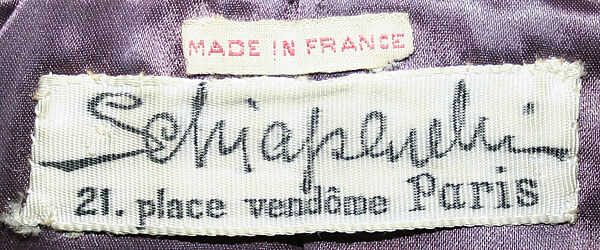 MADE IN FRANCE
Schiaparelli
21. place vendôme Paris